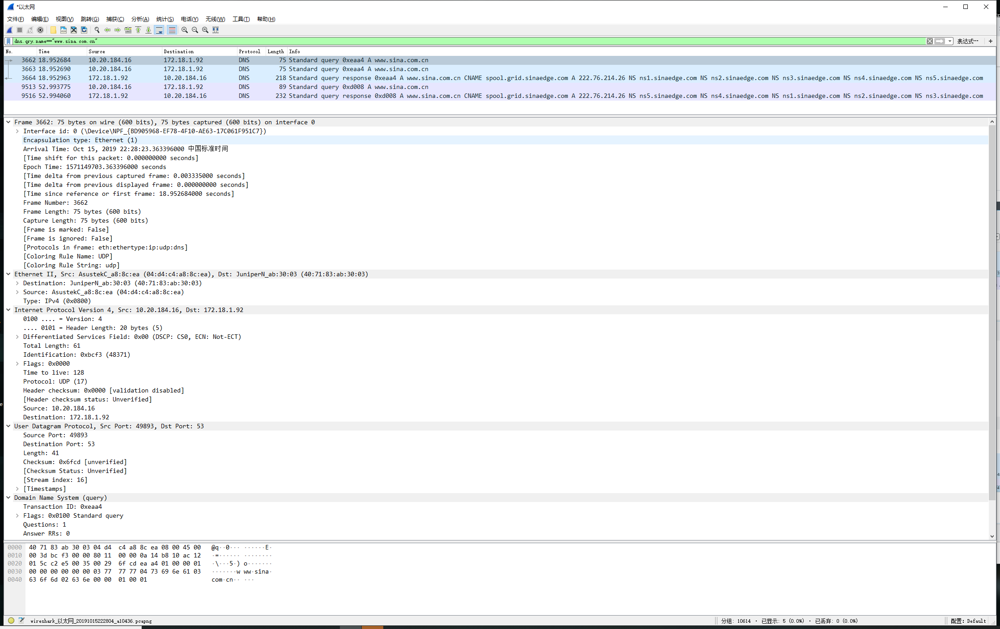 *以太网
文件(F) 编辑(E) 视图(V) 跳转(G) 捕获(C) 分析(A) 统计(S) 电话(Y) 无线(W) 工具(T) 帮助(H)
dns.qry.name=="www.sina.com.cn" 表达式… +
No. Time Source Destination Protocol Length Info
3662 18.952684 10.20.184.16 172.18.1.92 DNS 75 Standard query 0xeaa4 A www.sina.com.cn
3663 18.952690 10.20.184.16 172.18.1.92 DNS 75 Standard query 0xeaa4 A www.sina.com.cn
3664 18.952963 172.18.1.92 10.20.184.16 DNS 218 Standard query response 0xeaa4 A www.sina.com.cn CNAME spool.grid.sinaedge.com A 222.76.214.26 NS ns1.sinaedge.com NS ns2.sinaedge.com NS ns3.sinaedge.com NS ns4.sinaedge.com NS ns5.sinaedge.com
9513 52.993775 10.20.184.16 172.18.1.92 DNS 89 Standard query 0xd008 A www.sina.com.cn
9516 52.994060 172.18.1.92 10.20.184.16 DNS 232 Standard query response 0xd008 A www.sina.com.cn CNAME spool.grid.sinaedge.com A 222.76.214.26 NS ns5.sinaedge.com NS ns4.sinaedge.com NS ns1.sinaedge.com NS ns2.sinaedge.com NS ns3.sinaedge.com
Frame 3662: 75 bytes on wire (600 bits), 75 bytes captured (600 bits) on interface 0
Interface id: 0 (\Device\NPF_{BD905968-EF78-4F10-AE63-17C061F951C7})
Encapsulation type: Ethernet (1)
Arrival Time: Oct 15, 2019 22:28:23.363396000 中国标准时间
[Time shift for this packet: 0.000000000 seconds]
Epoch Time: 1571149703.363396000 seconds
[Time delta from previous captured frame: 0.003335000 seconds]
[Time delta from previous displayed frame: 0.000000000 seconds]
[Time since reference or first frame: 18.952684000 seconds]
Frame Number: 3662
Frame Length: 75 bytes (600 bits)
Capture Length: 75 bytes (600 bits)
[Frame is marked: False]
[Frame is ignored: False]
[Protocols in frame: eth:ethertype:ip:udp:dns]
[Coloring Rule Name: UDP]
[Coloring Rule String: udp]
Ethernet II, Src: AsustekC_a8:8c:ea (04:d4:c4:a8:8c:ea), Dst: JuniperN_ab:30:03 (40:71:83:ab:30:03)
Destination: JuniperN_ab:30:03 (40:71:83:ab:30:03)
Source: AsustekC_a8:8c:ea (04:d4:c4:a8:8c:ea)
Type: IPv4 (0x0800)
Internet Protocol Version 4, Src: 10.20.184.16, Dst: 172.18.1.92
0100 .... = Version: 4
.... 0101 = Header Length: 20 bytes (5)
Differentiated Services Field: 0x00 (DSCP: CS0, ECN: Not-ECT)
Total Length: 61
Identification: 0xbcf3 (48371)
Flags: 0x0000
Time to live: 128
Protocol: UDP (17)
Header checksum: 0x0000 [validation disabled]
[Header checksum status: Unverified]
Source: 10.20.184.16
Destination: 172.18.1.92
User Datagram Protocol, Src Port: 49893, Dst Port: 53
Source Port: 49893
Destination Port: 53
Length: 41
Checksum: 0x6fcd [unverified]
[Checksum Status: Unverified]
[Stream index: 16]
[Timestamps]
Domain Name System (query)
Transaction ID: 0xeaa4
Flags: 0x0100 Standard query
Questions: 1
Answer RRs: 0
0000 40 71 83 ab 30 03 04 d4 c4 a8 8c ea 08 00 45 00 @q··0··· ······E·
0010 00 3d bc f3 00 00 80 11 00 00 0a 14 b8 10 ac 12 ·=······ ········
0020 01 5c c2 e5 00 35 00 29 6f cd ea a4 01 00 00 01 ·\···5·) o·······
0030 00 00 00 00 00 00 03 77 77 77 04 73 69 6e 61 03 ·······w ww·sina·
0040 63 6f 6d 02 63 6e 00 00 01 00 01 com·cn·· ···
wireshark_以太网_20191015222804_a10436.pcapng 分组: 10614 · 已显示: 5 (0.0%) · 已丢弃: 0 (0.0%) 配置: Default